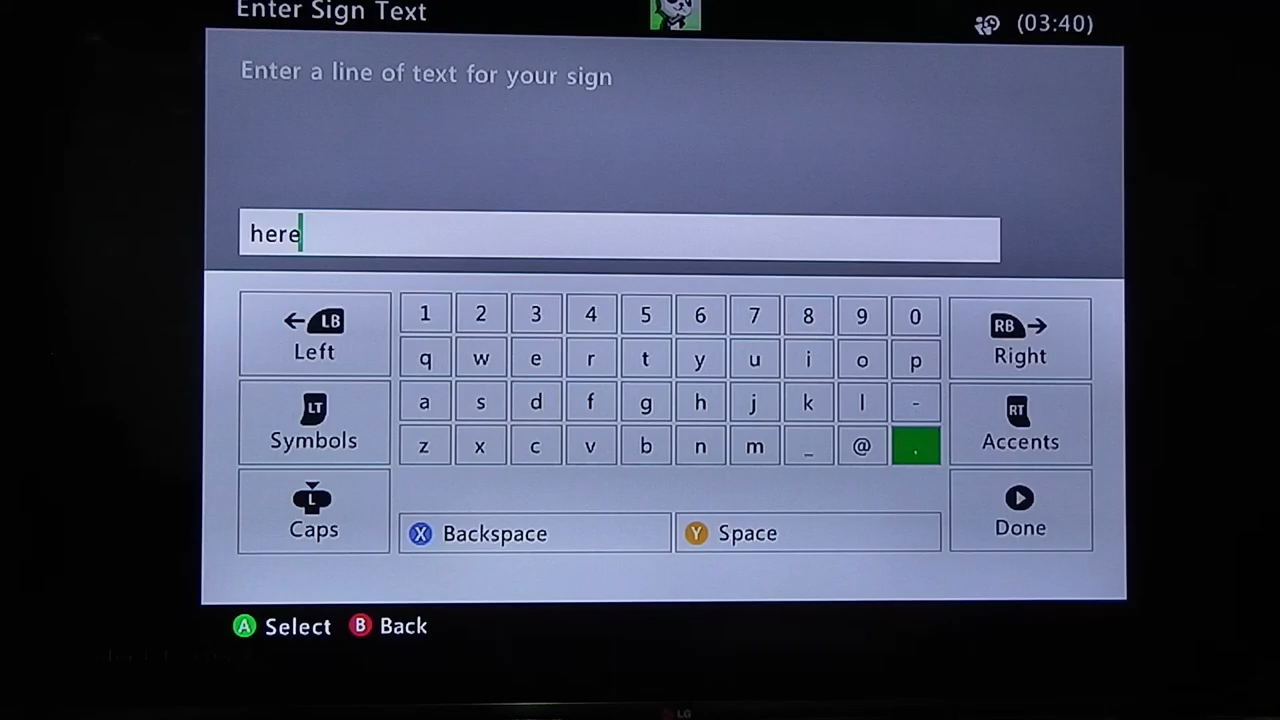 Enter Sign Text
(03:40)
Enter a line of text for your sign
here
LB
Left
1 2 3 4 5 6 7 8 9 0
RB
Right
q w e r t y u i o p
LT
Symbols
a s d f g h j k l -
RT
Accents
z x c v b n m _ @ .
L
Caps
X Backspace
Y Space
Done
A Select B Back
LG